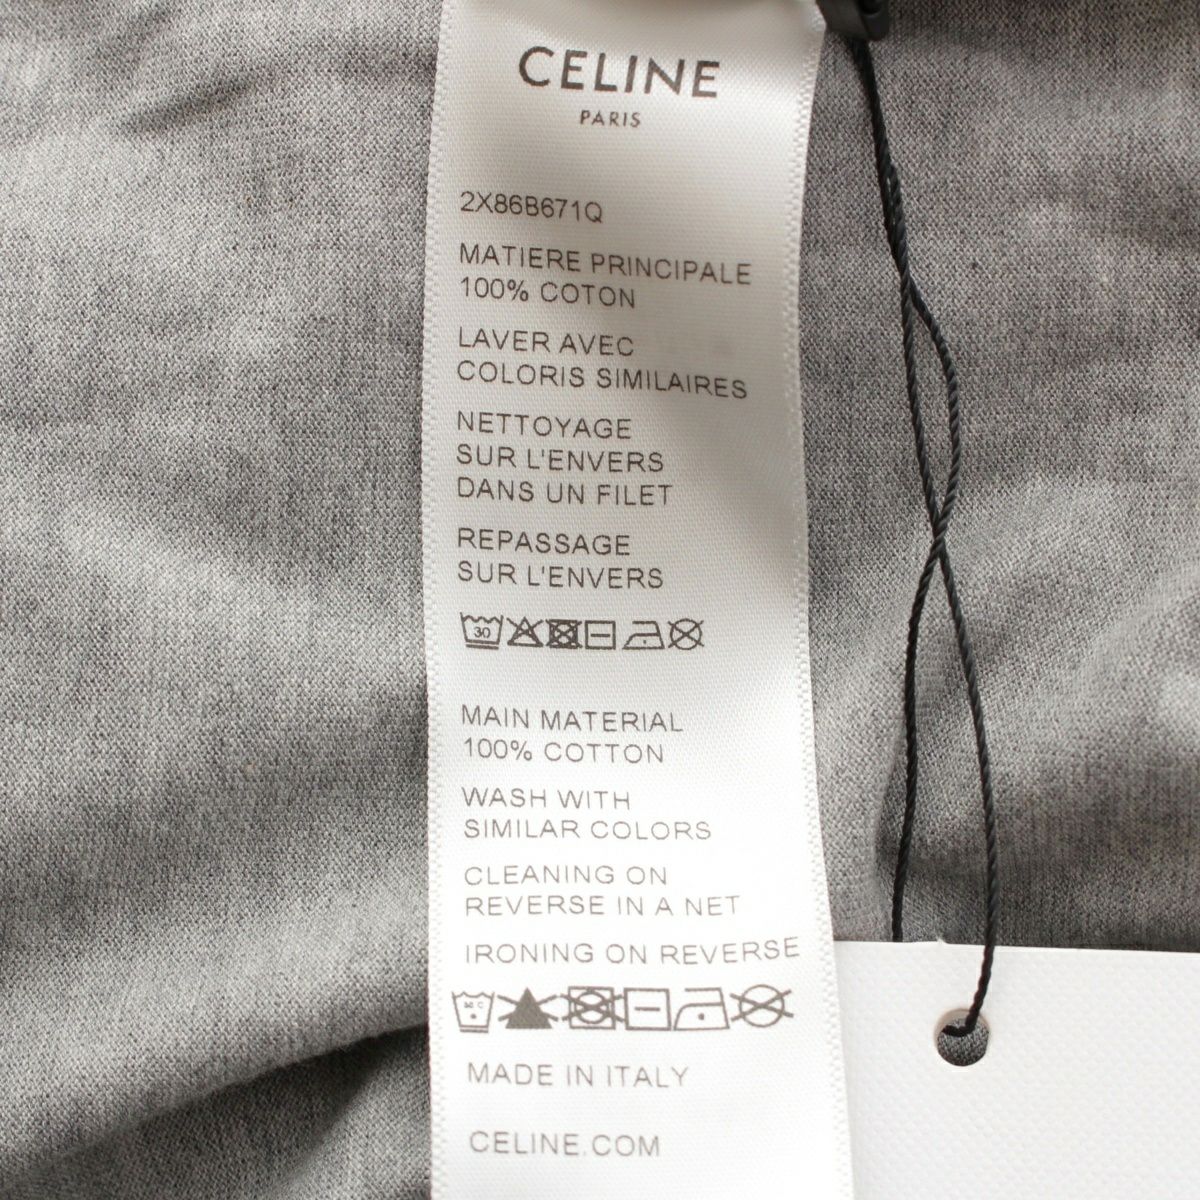 CELINE
PARIS
2X86B671Q
MATIERE PRINCIPALE
100% COTON
LAVER AVEC
COLORIS SIMILAIRES
NETTOYAGE
SUR L'ENVERS
DANS UN FILET
REPASSAGE
SUR L'ENVERS
30
MAIN MATERIAL
100% COTTON
WASH WITH
SIMILAR COLORS
CLEANING ON
REVERSE IN A NET
IRONING ON REVERSE
MADE IN ITALY
CELINE.COM